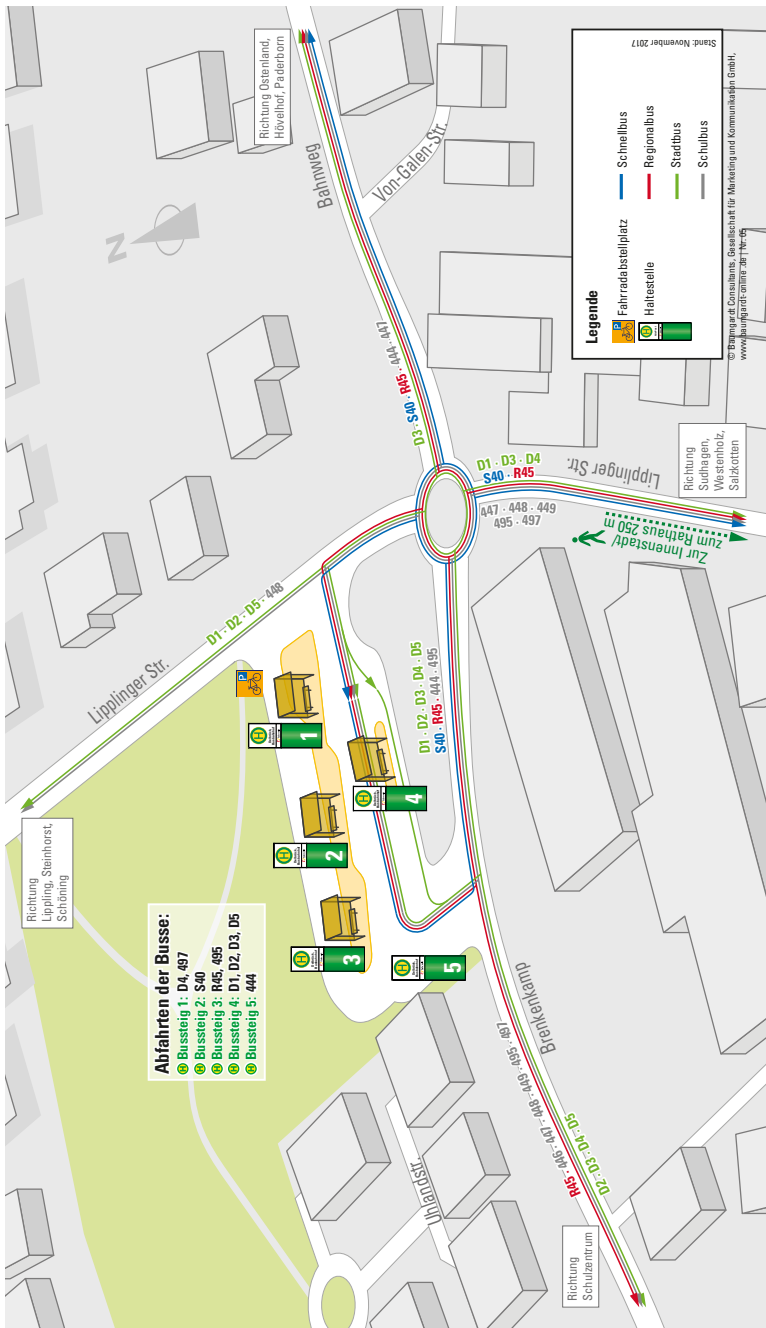 Richtung
Lippling, Steinhorst,
Schöning
Lipplinger Str.
D1 · D2 · D5 · 448
Abfahrten der Busse:
H Bussteig 1: D4, 497
H Bussteig 2: S40
H Bussteig 3: R45, 495
H Bussteig 4: D1, D2, D3, D5
H Bussteig 5: 444
P
H
1
H
2
H
3
H
4
H
5
N
Richtung Ostenland,
Hövelhof, Paderborn
Bahnweg
Von-Galen-Str.
D3 · S40 · R45 · 444 · 447
D1 · D2 · D3 · D4 · D5
S40 · R45 · 444 · 495
D1 · D3 · D4
S40 · R45
447 · 448 · 449
495 · 497
Lipplinger Str.
Richtung
Sudhagen,
Westenholz,
Salzkotten
Zur Innenstadt/
zum Rathaus 250 m
Brenkenkamp
Uhlandstr.
R45 · 446 · 447 · 448 · 449 · 495 · 497
D2 · D3 · D4 · D5
Richtung
Schulzentrum
Legende
P
Fahrradabstellplatz
H
Haltestelle
Schnellbus
Regionalbus
Stadtbus
Schulbus
Stand: November 2017
© Baumgardt Consultants, Gesellschaft für Marketing und Kommunikation GmbH,
www.baumgardt-online.de | Nr. 05